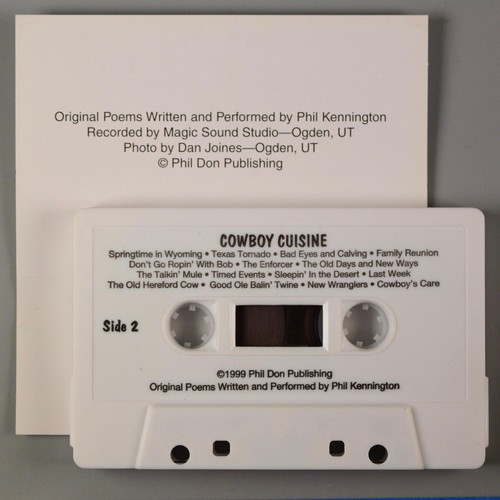 Original Poems Written and Performed by Phil Kennington
Recorded by Magic Sound Studio—Ogden, UT
Photo by Dan Joines—Ogden, UT
© Phil Don Publishing
COWBOY CUISINE
Springtime in Wyoming • Texas Tornado • Bad Eyes and Calving • Family Reunion
Don't Go Ropin' With Bob • The Enforcer • The Old Days and New Ways
The Talkin' Mule • Timed Events • Sleepin' In the Desert • Last Week
The Old Hereford Cow • Good Ole Balin' Twine • New Wranglers • Cowboy's Care
Side 2
©1999 Phil Don Publishing
Original Poems Written and Performed by Phil Kennington